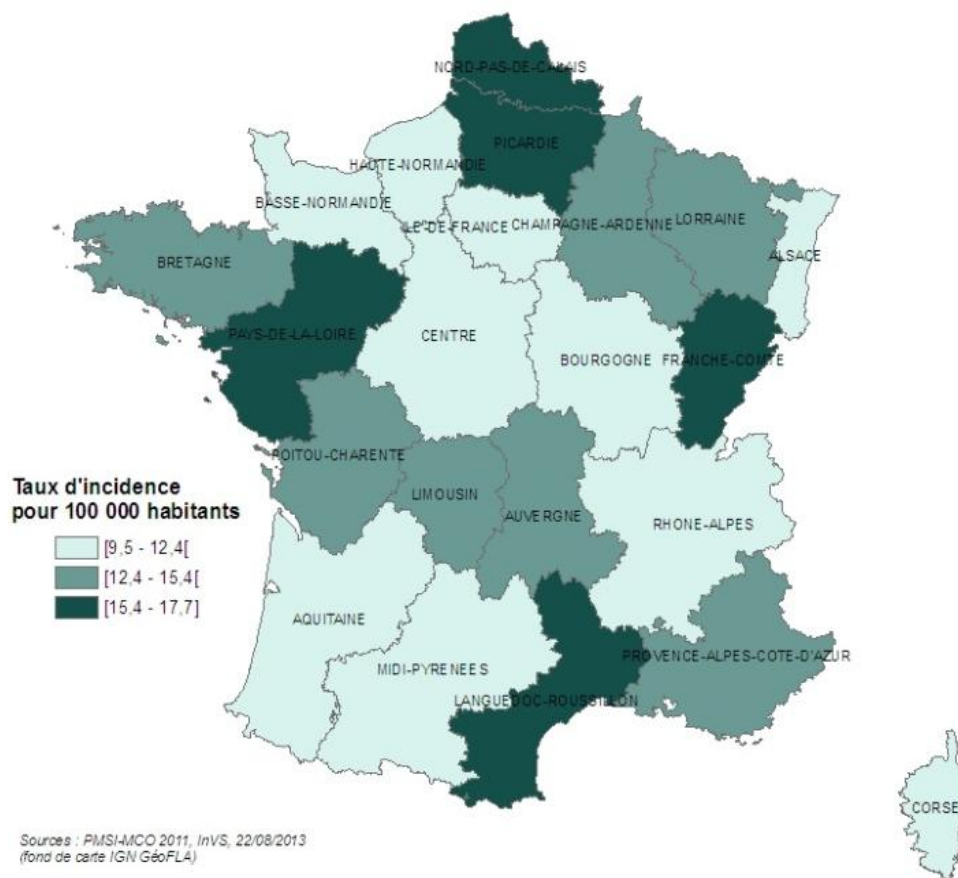 NORD-PAS-DE-CALAIS
PICARDIE
HAUTE-NORMANDIE
BASSE-NORMANDIE
ILE-DE-FRANCE
CHAMPAGNE-ARDENNE
LORRAINE
ALSACE
BRETAGNE
PAYS-DE-LA-LOIRE
CENTRE
BOURGOGNE
FRANCHE-COMTE
POITOU-CHARENTE
LIMOUSIN
AUVERGNE
RHONE-ALPES
AQUITAINE
MIDI-PYRENEES
LANGUEDOC-ROUSSILLON
PROVENCE-ALPES-COTE-D'AZUR
CORSE
Taux d'incidence
pour 100 000 habitants
[9,5 - 12,4[
[12,4 - 15,4[
[15,4 - 17,7]
Sources : PMSI-MCO 2011, InVS, 22/08/2013
(fond de carte IGN GéoFLA)